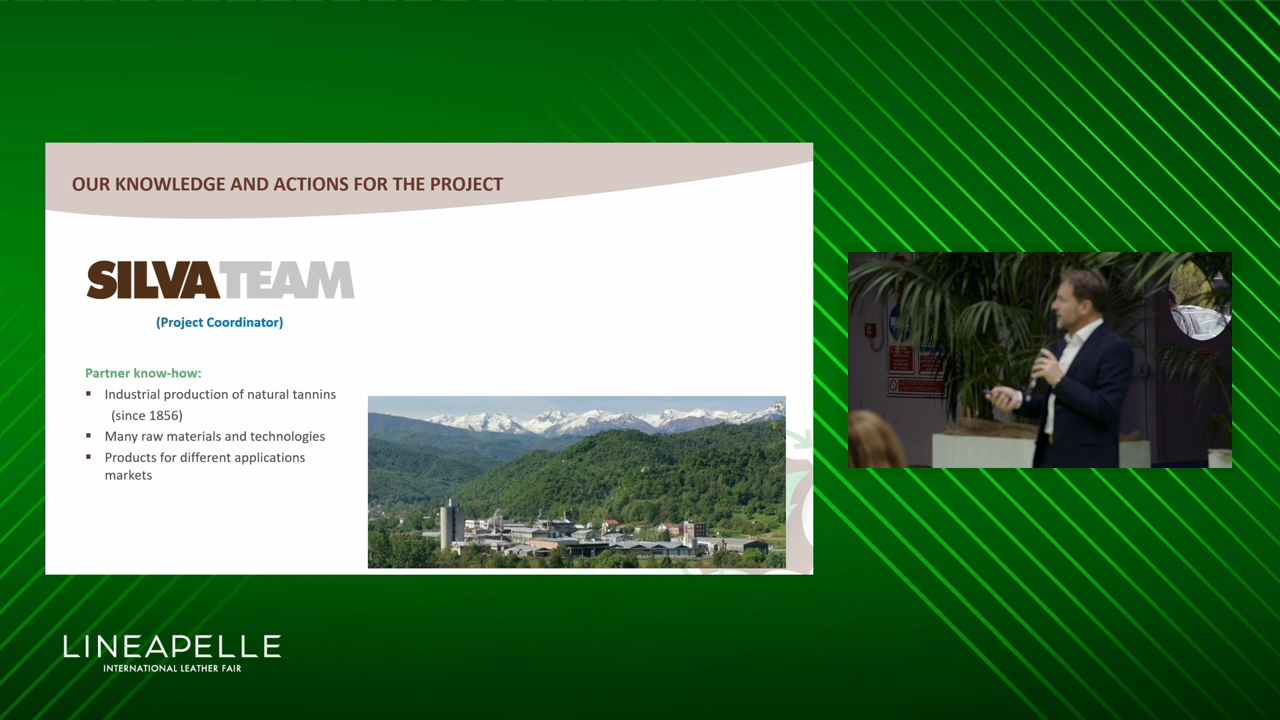 OUR KNOWLEDGE AND ACTIONS FOR THE PROJECT
SILVATEAM
(Project Coordinator)
Partner know-how:
▪ Industrial production of natural tannins
(since 1856)
▪ Many raw materials and technologies
▪ Products for different applications
markets
LINEAPELLE
INTERNATIONAL LEATHER FAIR